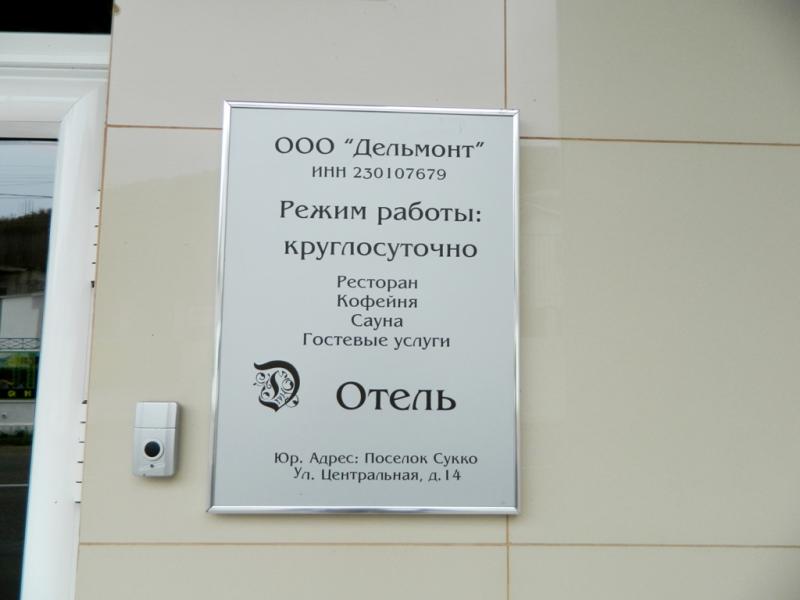 ООО "Дельмонт"
ИНН 230107679
Режим работы:
круглосуточно
Ресторан
Кофейня
Сауна
Гостевые услуги
D Отель
Юр. Адрес: Поселок Сукко
Ул. Центральная, д.14